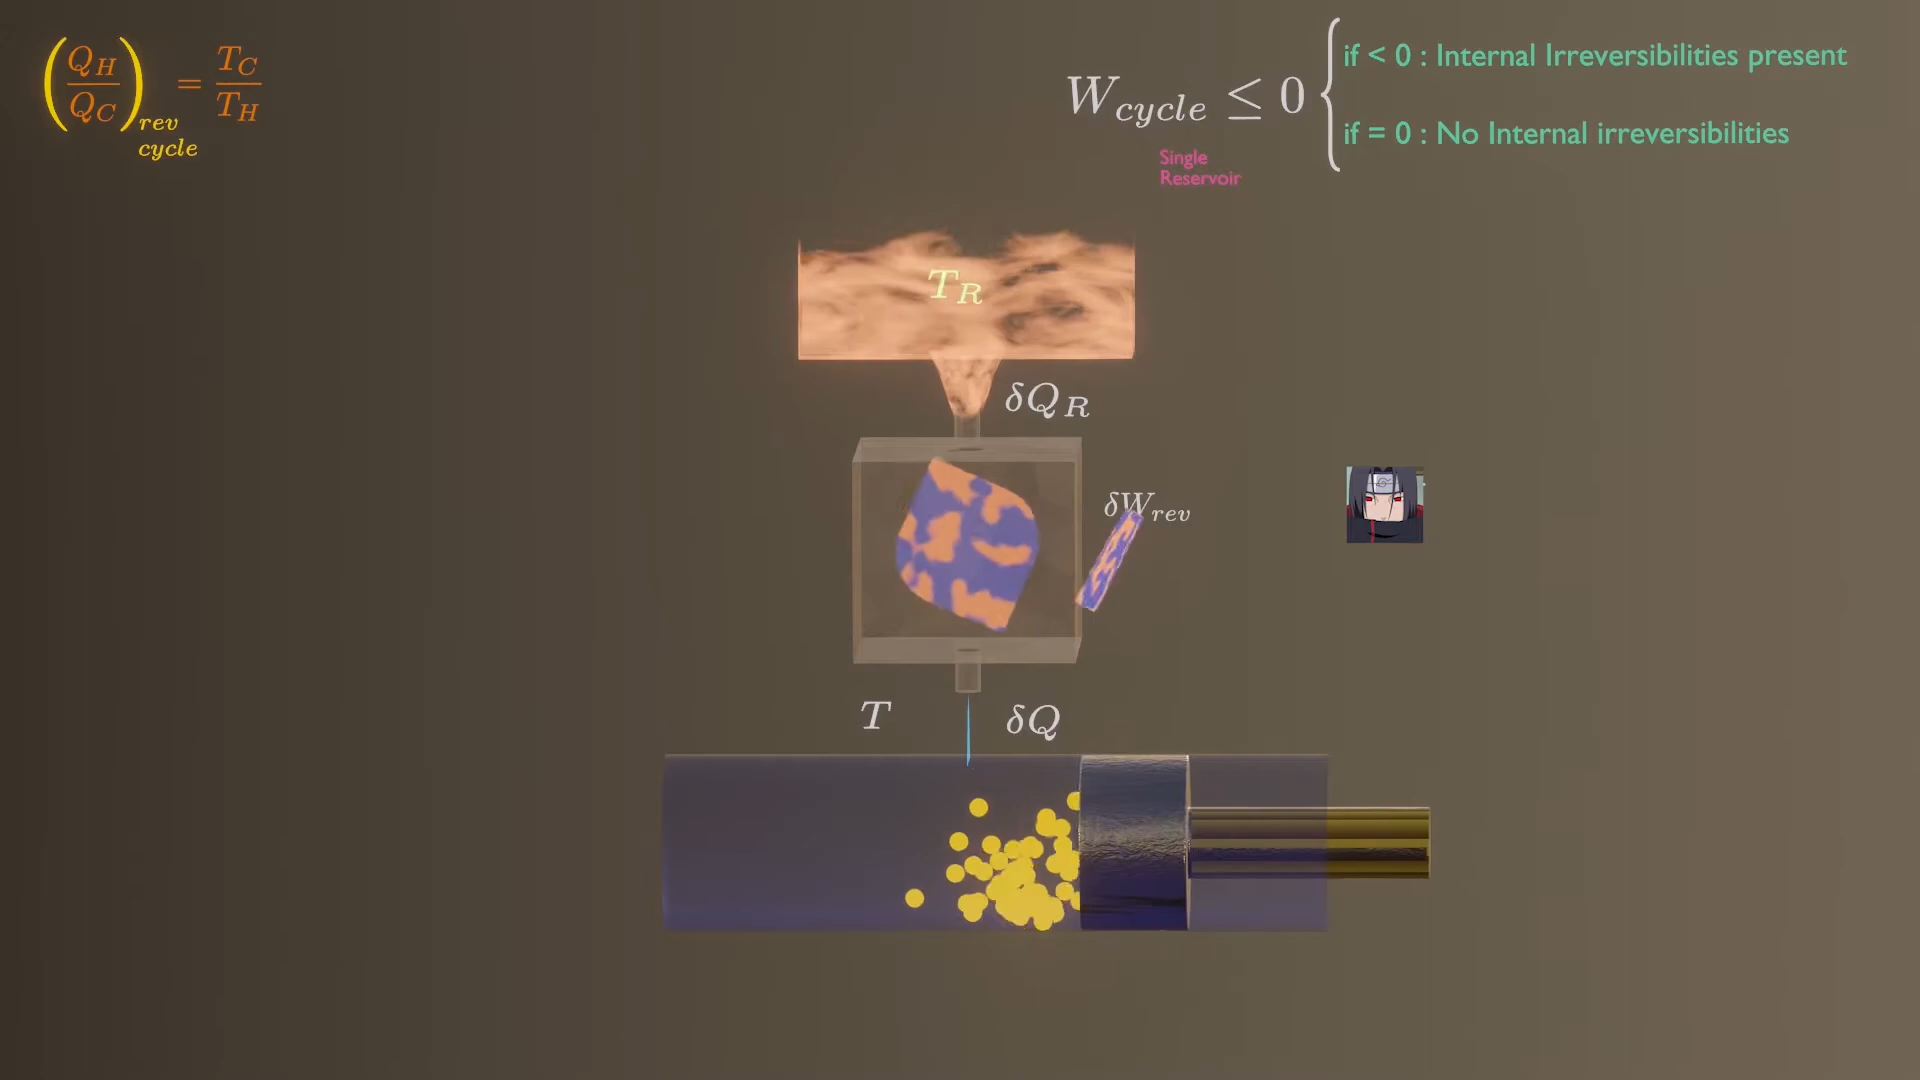 (Q_H / Q_C)_rev cycle = T_C / T_H
W_cycle ≤ 0
if < 0 : Internal Irreversibilities present
if = 0 : No Internal irreversibilities
Single
Reservoir
T_R
δQ_R
δW_rev
T δQ